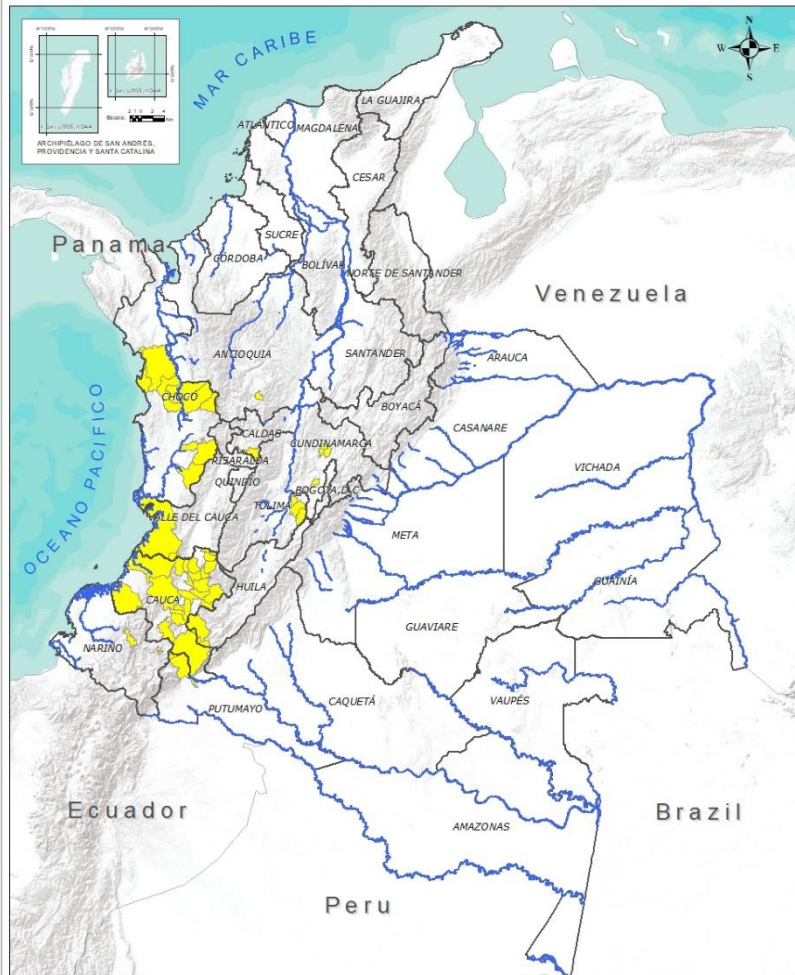 MAR CARIBE
N
W
E
S
ARCHIPIÉLAGO DE SAN ANDRÉS,
PROVIDENCIA Y SANTA CATALINA
LA GUAJIRA
ATLÁNTICO
MAGDALENA
CESAR
SUCRE
Panama
CÓRDOBA
BOLÍVAR
NORTE DE SANTANDER
Venezuela
ANTIOQUIA
SANTANDER
ARAUCA
CHOCÓ
BOYACÁ
CASANARE
CALDAS
CUNDINAMARCA
RISARALDA
VICHADA
QUINDIO
BOGOTÁ, D.C.
TOLIMA
OCEANO PACIFICO
VALLE DEL CAUCA
META
GUAINÍA
HUILA
CAUCA
GUAVIARE
NARIÑO
CAQUETÁ
VAUPÉS
PUTUMAYO
Ecuador
Brazil
AMAZONAS
Peru